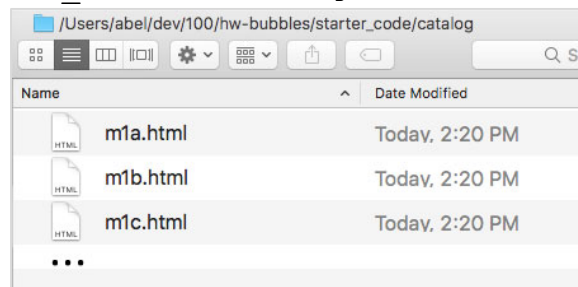 /Users/abel/dev/100/hw-bubbles/starter_code/catalog
S
Name Date Modified
HTML m1a.html Today, 2:20 PM
HTML m1b.html Today, 2:20 PM
HTML m1c.html Today, 2:20 PM
...